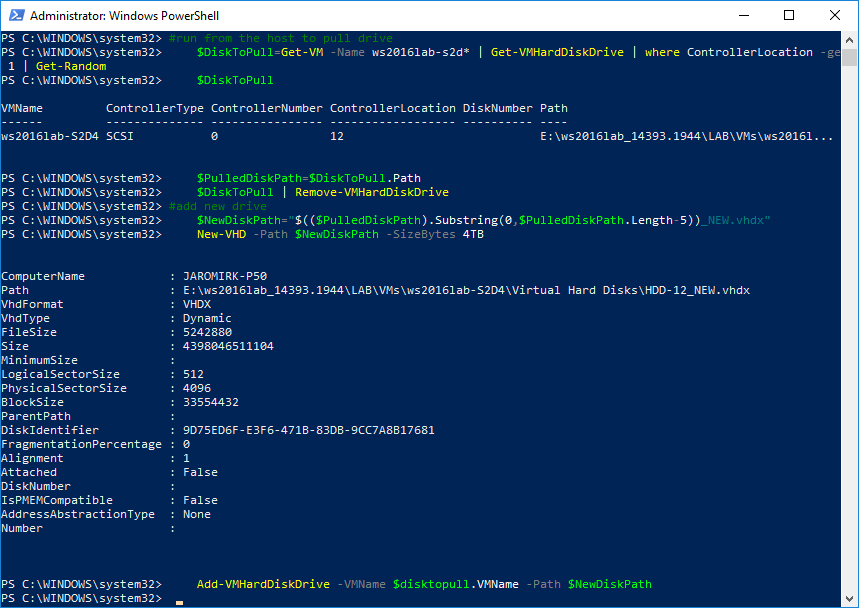 Administrator: Windows PowerShell
PS C:\WINDOWS\system32> #run from the host to pull drive
PS C:\WINDOWS\system32>     $DiskToPull=Get-VM -Name ws2016lab-s2d* | Get-VMHardDiskDrive | where ControllerLocation -ge
 1 | Get-Random
PS C:\WINDOWS\system32>     $DiskToPull
VMName         ControllerType ControllerNumber ControllerLocation DiskNumber Path
------         -------------- ---------------- ------------------ ---------- ----
ws2016lab-S2D4 SCSI           0                12                            E:\ws2016lab_14393.1944\LAB\VMs\ws2016l...
PS C:\WINDOWS\system32>     $PulledDiskPath=$DiskToPull.Path
PS C:\WINDOWS\system32>     $DiskToPull | Remove-VMHardDiskDrive
PS C:\WINDOWS\system32> #add new drive
PS C:\WINDOWS\system32>     $NewDiskPath="$(($PulledDiskPath).Substring(0,$PulledDiskPath.Length-5))_NEW.vhdx"
PS C:\WINDOWS\system32>     New-VHD -Path $NewDiskPath -SizeBytes 4TB
ComputerName            : JAROMIRK-P50
Path                    : E:\ws2016lab_14393.1944\LAB\VMs\ws2016lab-S2D4\Virtual Hard Disks\HDD-12_NEW.vhdx
VhdFormat               : VHDX
VhdType                 : Dynamic
FileSize                : 5242880
Size                    : 4398046511104
MinimumSize             :
LogicalSectorSize       : 512
PhysicalSectorSize      : 4096
BlockSize               : 33554432
ParentPath              :
DiskIdentifier          : 9D75ED6F-E3F6-471B-83DB-9CC7A8B17681
FragmentationPercentage : 0
Alignment               : 1
Attached                : False
DiskNumber              :
IsPMEMCompatible        : False
AddressAbstractionType  : None
Number                  :
PS C:\WINDOWS\system32>     Add-VMHardDiskDrive -VMName $disktopull.VMName -Path $NewDiskPath
PS C:\WINDOWS\system32>